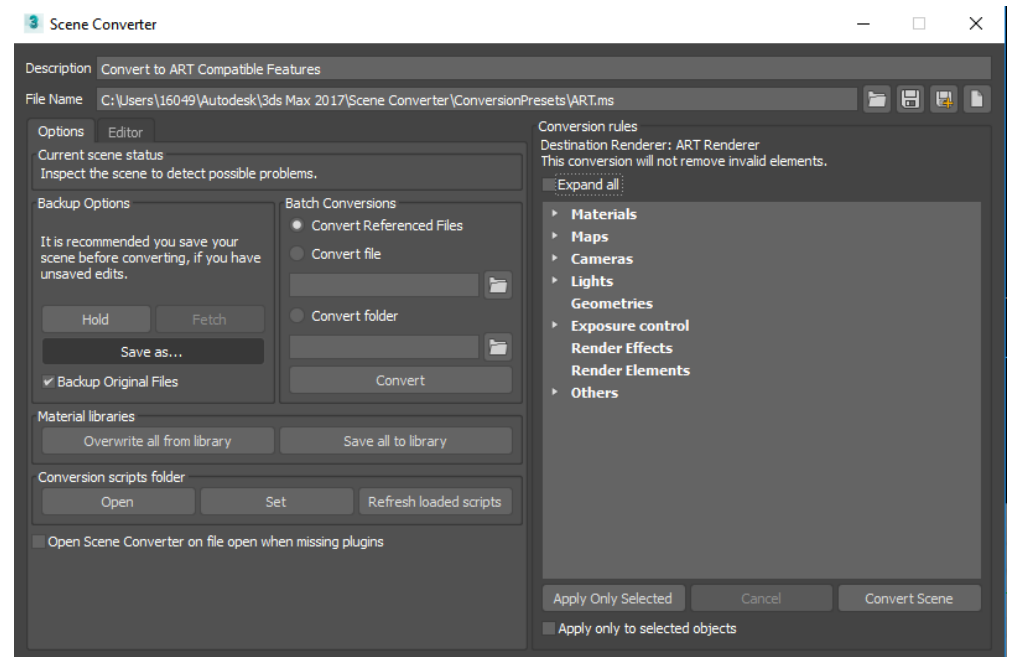 3 Scene Converter
Description Convert to ART Compatible Features
File Name C:\Users\16049\Autodesk\3ds Max 2017\Scene Converter\ConversionPresets\ART.ms
Options Editor
Current scene status
Inspect the scene to detect possible problems.
Backup Options
It is recommended you save your
scene before converting, if you have
unsaved edits.
Hold Fetch
Save as...
Backup Original Files
Batch Conversions
Convert Referenced Files
Convert file
Convert folder
Convert
Material libraries
Overwrite all from library Save all to library
Conversion scripts folder
Open Set Refresh loaded scripts
Open Scene Converter on file open when missing plugins
Conversion rules
Destination Renderer: ART Renderer
This conversion will not remove invalid elements.
Expand all
Materials
Maps
Cameras
Lights
Geometries
Exposure control
Render Effects
Render Elements
Others
Apply Only Selected Cancel Convert Scene
Apply only to selected objects